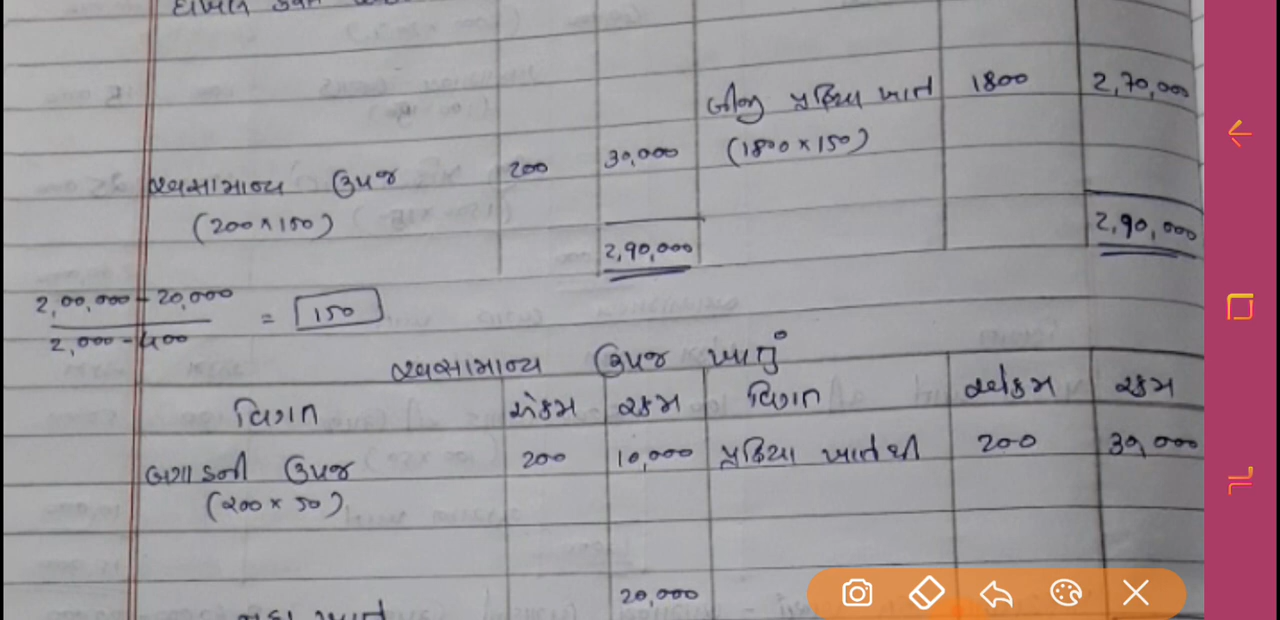 બીજી પ્રક્રિયા ખાતે 1800 2,70,000
(1800 × 150)
અસામાન્ય ઉપજ 200 30,000
(200 × 150)
2,90,000 2,90,000
2,00,000 - 20,000
2,000 - 400
= 150
અસામાન્ય ઉપજ ખાતું
વિગત એકમ રકમ વિગત એકમ રકમ
બગાડની ઉપજ 200 10,000 પ્રક્રિયા ખાતેથી 200 30,000
(200 × 50)
20,000